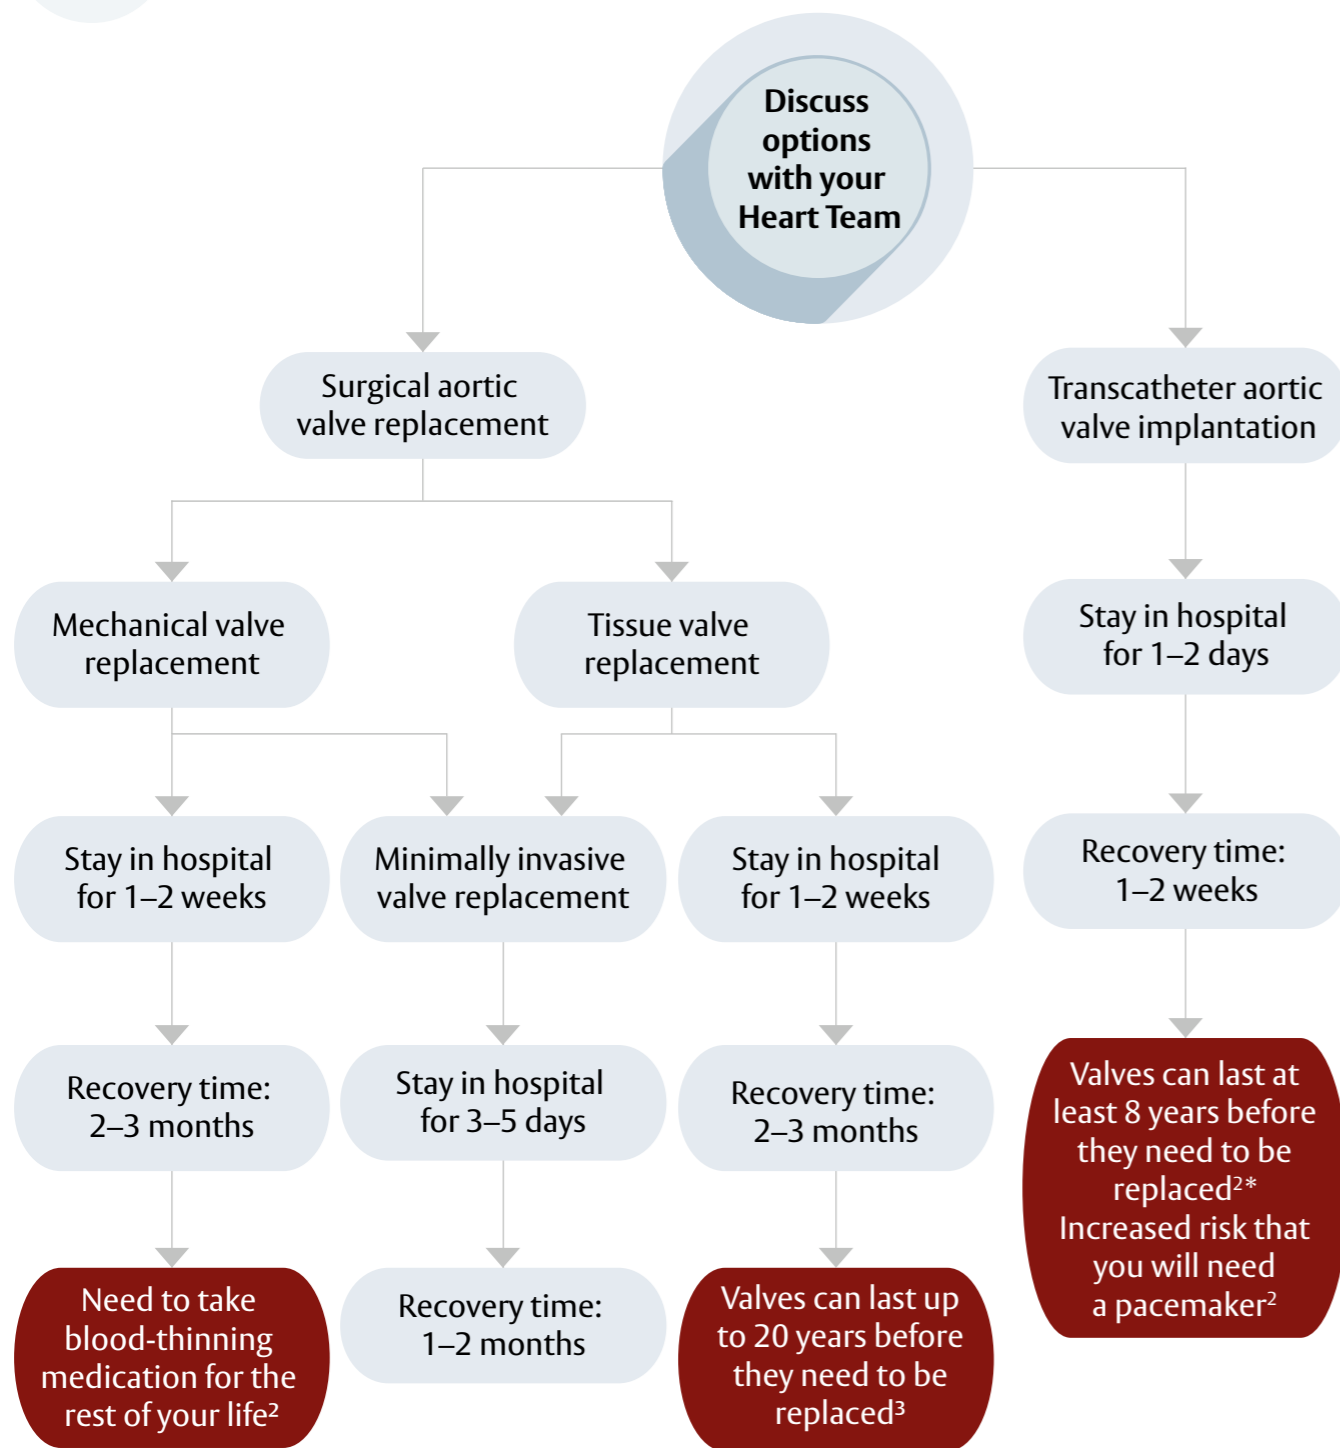 Discuss
options
with your
Heart Team
Surgical aortic
valve replacement
Transcatheter aortic
valve implantation
Mechanical valve
replacement
Tissue valve
replacement
Stay in hospital
for 1–2 days
Stay in hospital
for 1–2 weeks
Minimally invasive
valve replacement
Stay in hospital
for 1–2 weeks
Recovery time:
1–2 weeks
Recovery time:
2–3 months
Stay in hospital
for 3–5 days
Recovery time:
2–3 months
Valves can last at
least 8 years before
they need to be
replaced²*
Increased risk that
you will need
a pacemaker²
Need to take
blood-thinning
medication for the
rest of your life²
Recovery time:
1–2 months
Valves can last up
to 20 years before
they need to be
replaced³